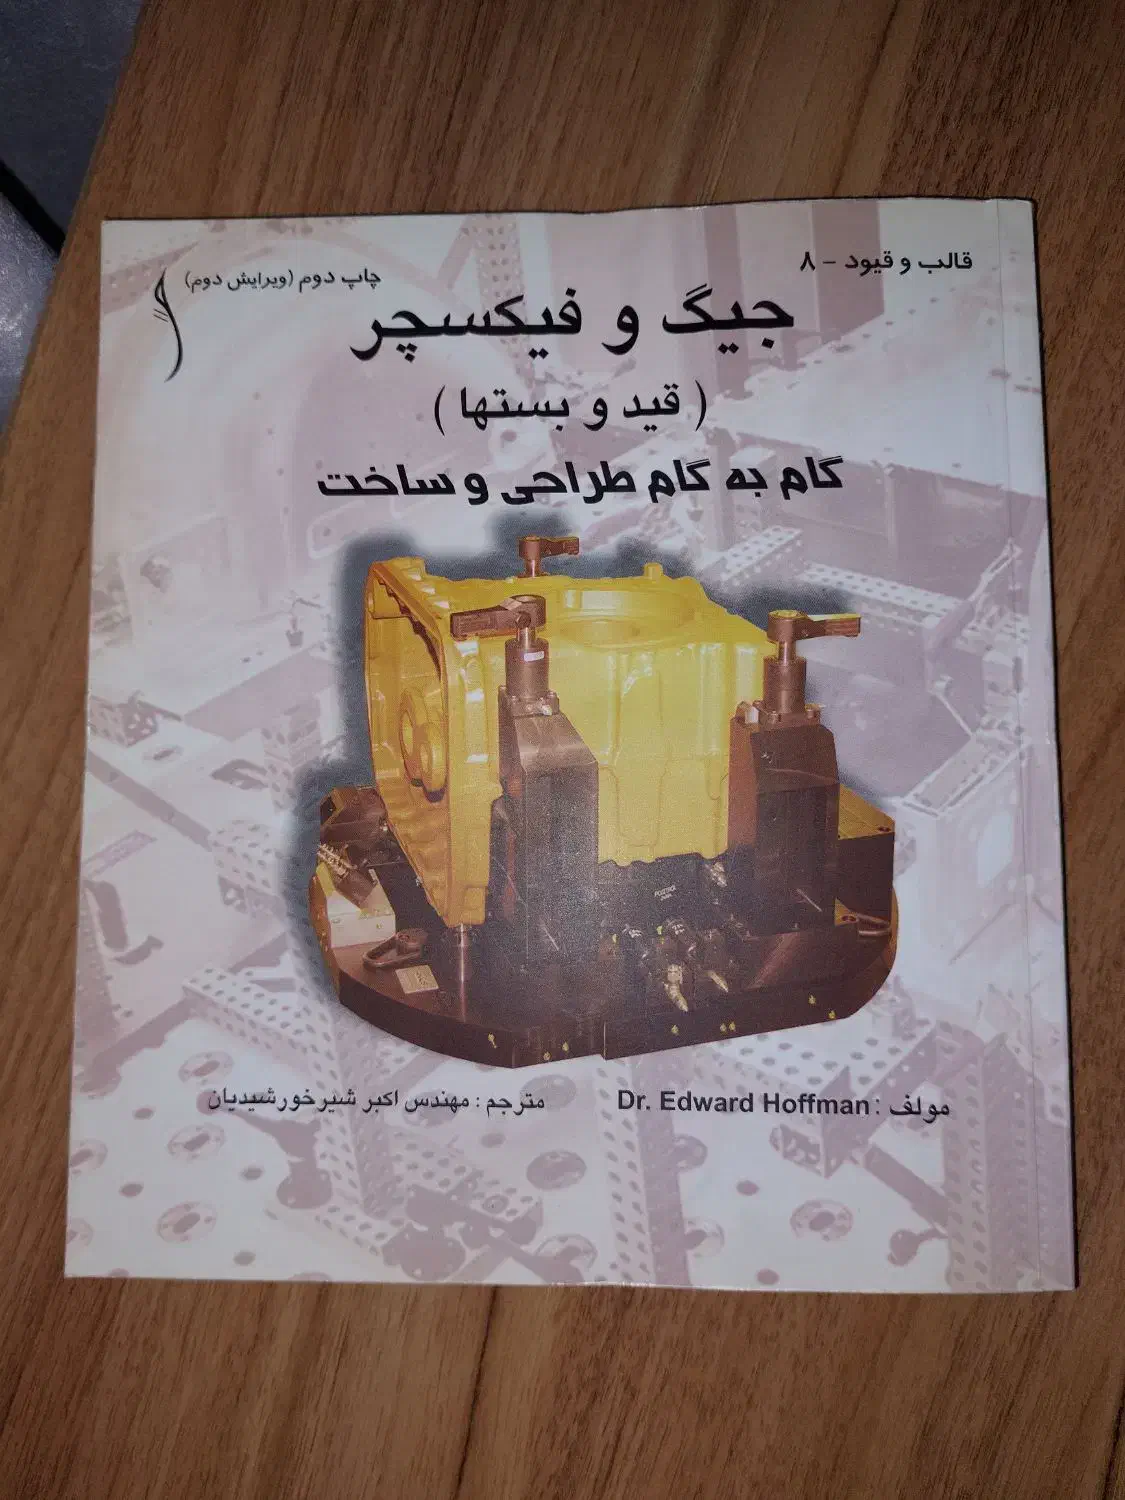 قالب و قیود - ۸
چاپ دوم (ویرایش دوم)
جیگ و فیکسچر
( قید و بستها )
گام به گام طراحی و ساخت
مولف : Dr. Edward Hoffman
مترجم : مهندس اکبر شیرخورشیدیان